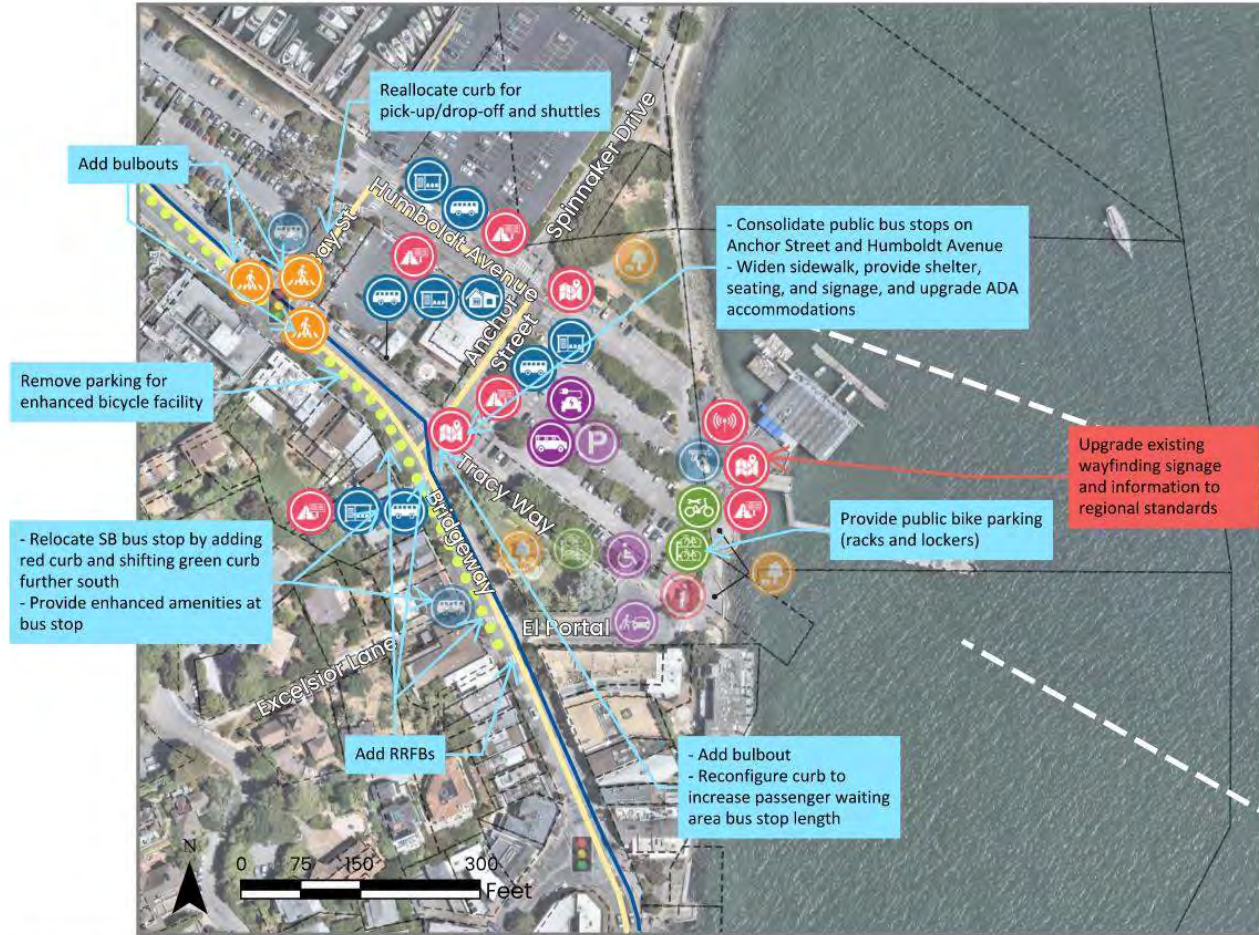 Reallocate curb for
pick-up/drop-off and shuttles
Add bulbouts
Spinnaker Drive
Humboldt Avenue
Bay St
- Consolidate public bus stops on
Anchor Street and Humboldt Avenue
- Widen sidewalk, provide shelter,
seating, and signage, and upgrade ADA
accommodations
Anchor
Street
Remove parking for
enhanced bicycle facility
P
Upgrade existing
wayfinding signage
and information to
regional standards
Tracy Way
Bridgeway
Provide public bike parking
(racks and lockers)
- Relocate SB bus stop by adding
red curb and shifting green curb
further south
- Provide enhanced amenities at
bus stop
El Portal
Excelsior Lane
Add RRFBs
- Add bulbout
- Reconfigure curb to
increase passenger waiting
area bus stop length
N
0 75 150 300
Feet